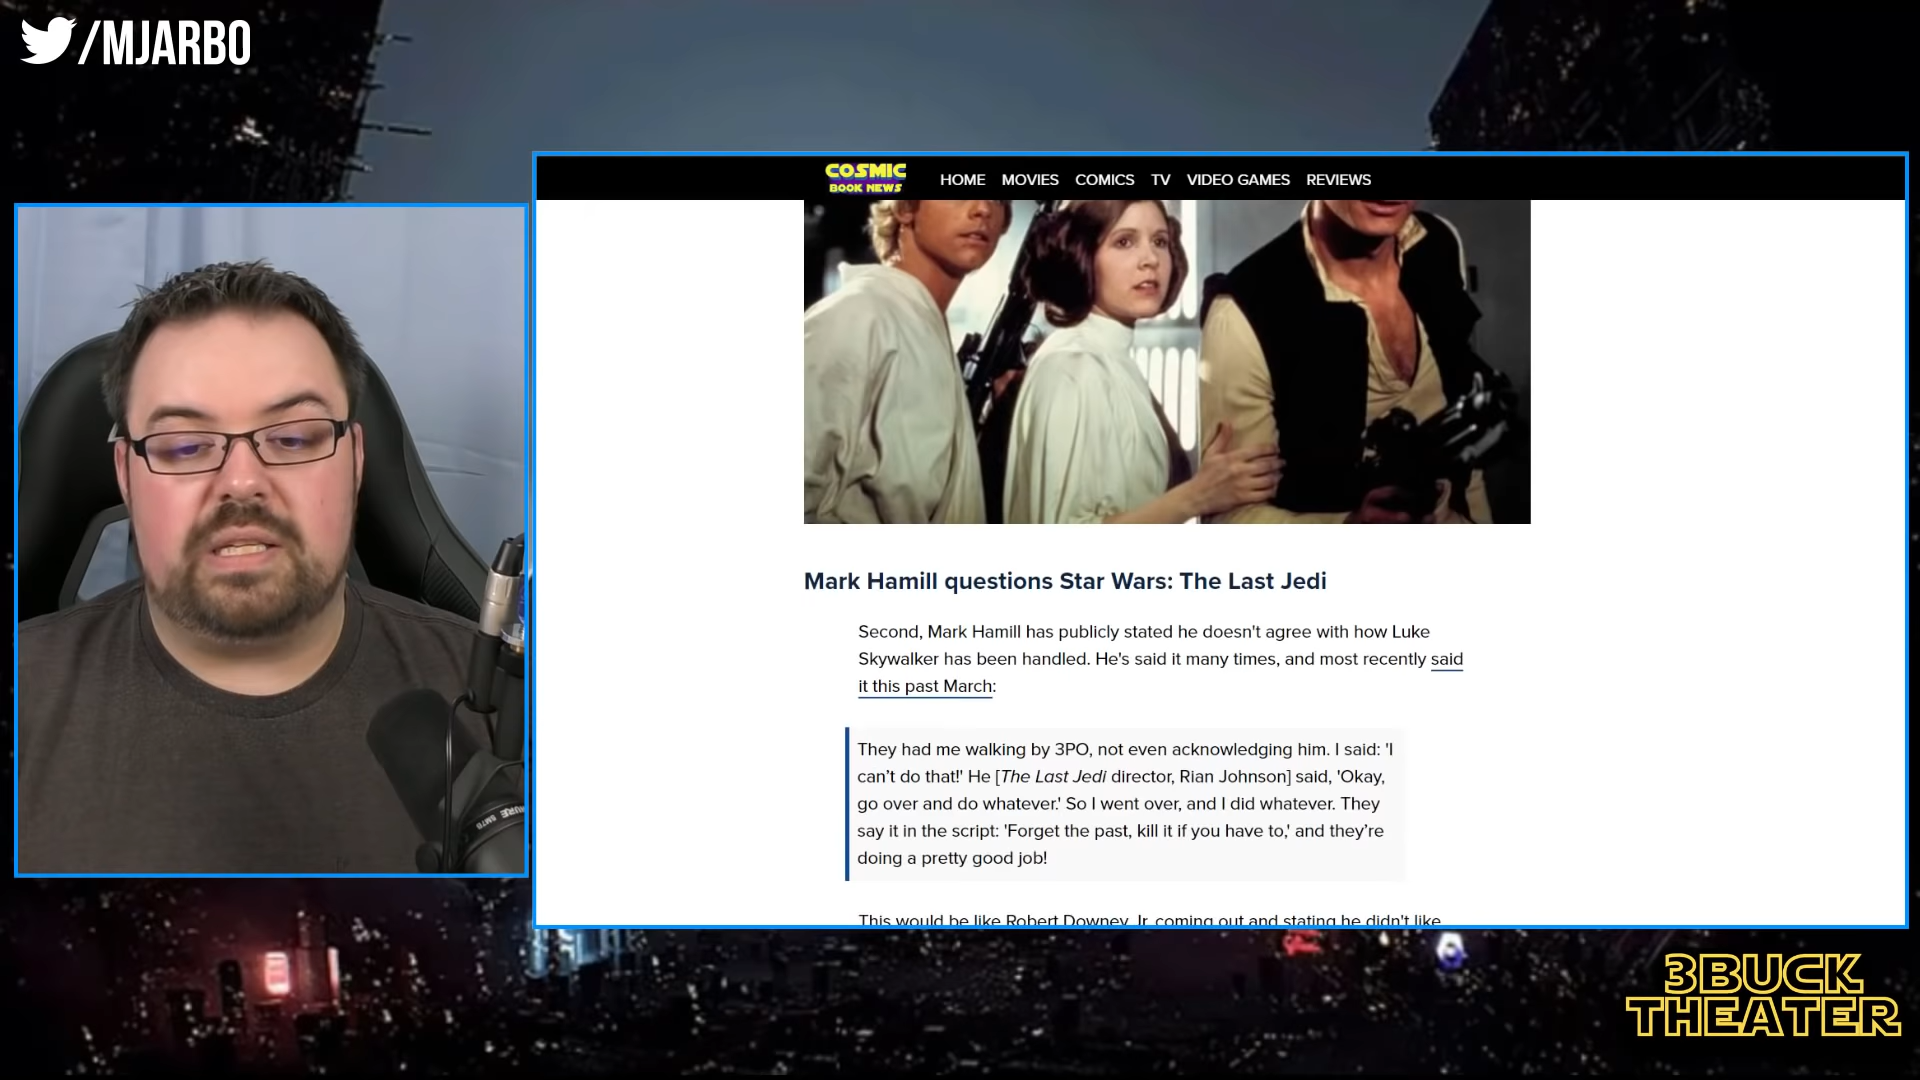 /MJARBO
COSMIC
BOOK NEWS
HOME MOVIES COMICS TV VIDEO GAMES REVIEWS
Mark Hamill questions Star Wars: The Last Jedi
Second, Mark Hamill has publicly stated he doesn't agree with how Luke
Skywalker has been handled. He's said it many times, and most recently said
it this past March:
They had me walking by 3PO, not even acknowledging him. I said: 'I
can’t do that!' He [The Last Jedi director, Rian Johnson] said, 'Okay,
go over and do whatever.' So I went over, and I did whatever. They
say it in the script: 'Forget the past, kill it if you have to,' and they’re
doing a pretty good job!
This would be like Robert Downey, Jr. coming out and stating he didn't like
SHURE
SM7B
3BUCK
THEATER